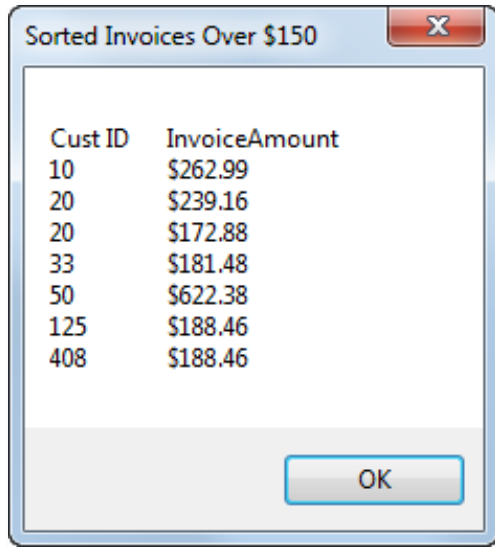 Sorted Invoices Over $150
Cust ID InvoiceAmount
10 $262.99
20 $239.16
20 $172.88
33 $181.48
50 $622.38
125 $188.46
408 $188.46
OK